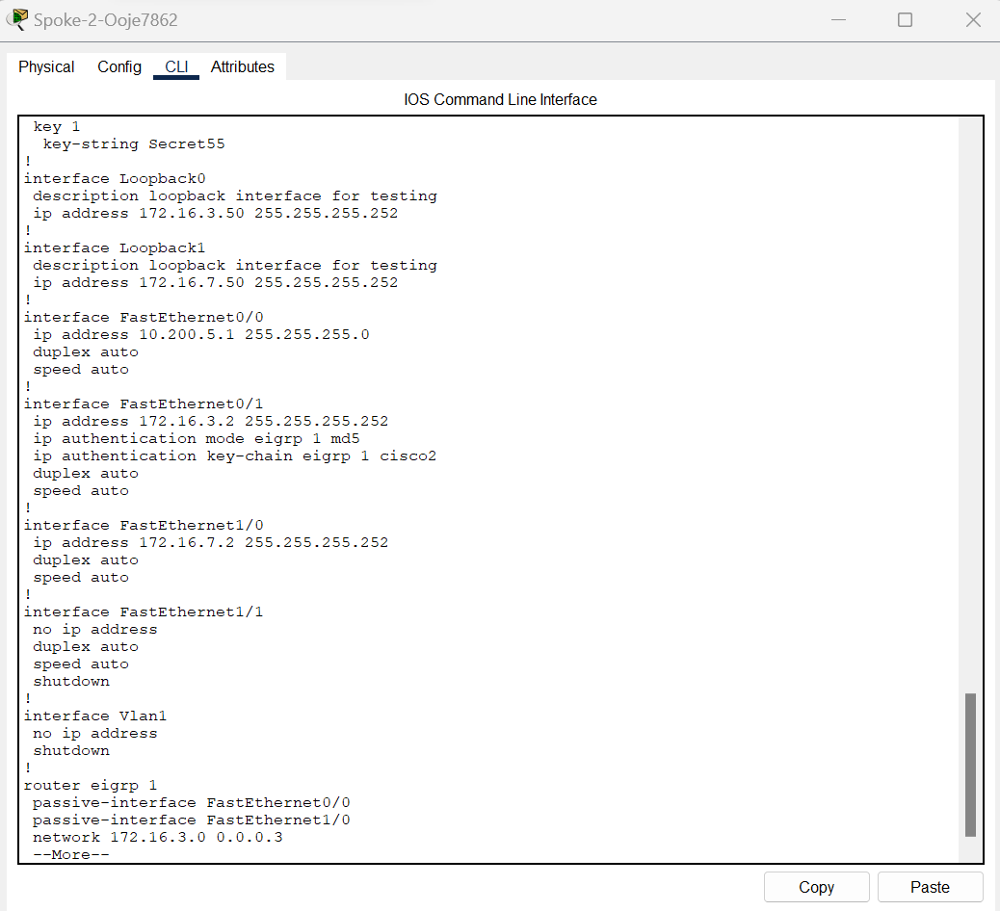 Spoke-2-Ooje7862
Physical Config CLI Attributes
IOS Command Line Interface
key 1
key-string Secret55
!
interface Loopback0
description loopback interface for testing
ip address 172.16.3.50 255.255.255.252
!
interface Loopback1
description loopback interface for testing
ip address 172.16.7.50 255.255.255.252
!
interface FastEthernet0/0
ip address 10.200.5.1 255.255.255.0
duplex auto
speed auto
!
interface FastEthernet0/1
ip address 172.16.3.2 255.255.255.252
ip authentication mode eigrp 1 md5
ip authentication key-chain eigrp 1 cisco2
duplex auto
speed auto
!
interface FastEthernet1/0
ip address 172.16.7.2 255.255.255.252
duplex auto
speed auto
!
interface FastEthernet1/1
no ip address
duplex auto
speed auto
shutdown
!
interface Vlan1
no ip address
shutdown
!
router eigrp 1
passive-interface FastEthernet0/0
passive-interface FastEthernet1/0
network 172.16.3.0 0.0.0.3
--More--
Copy Paste